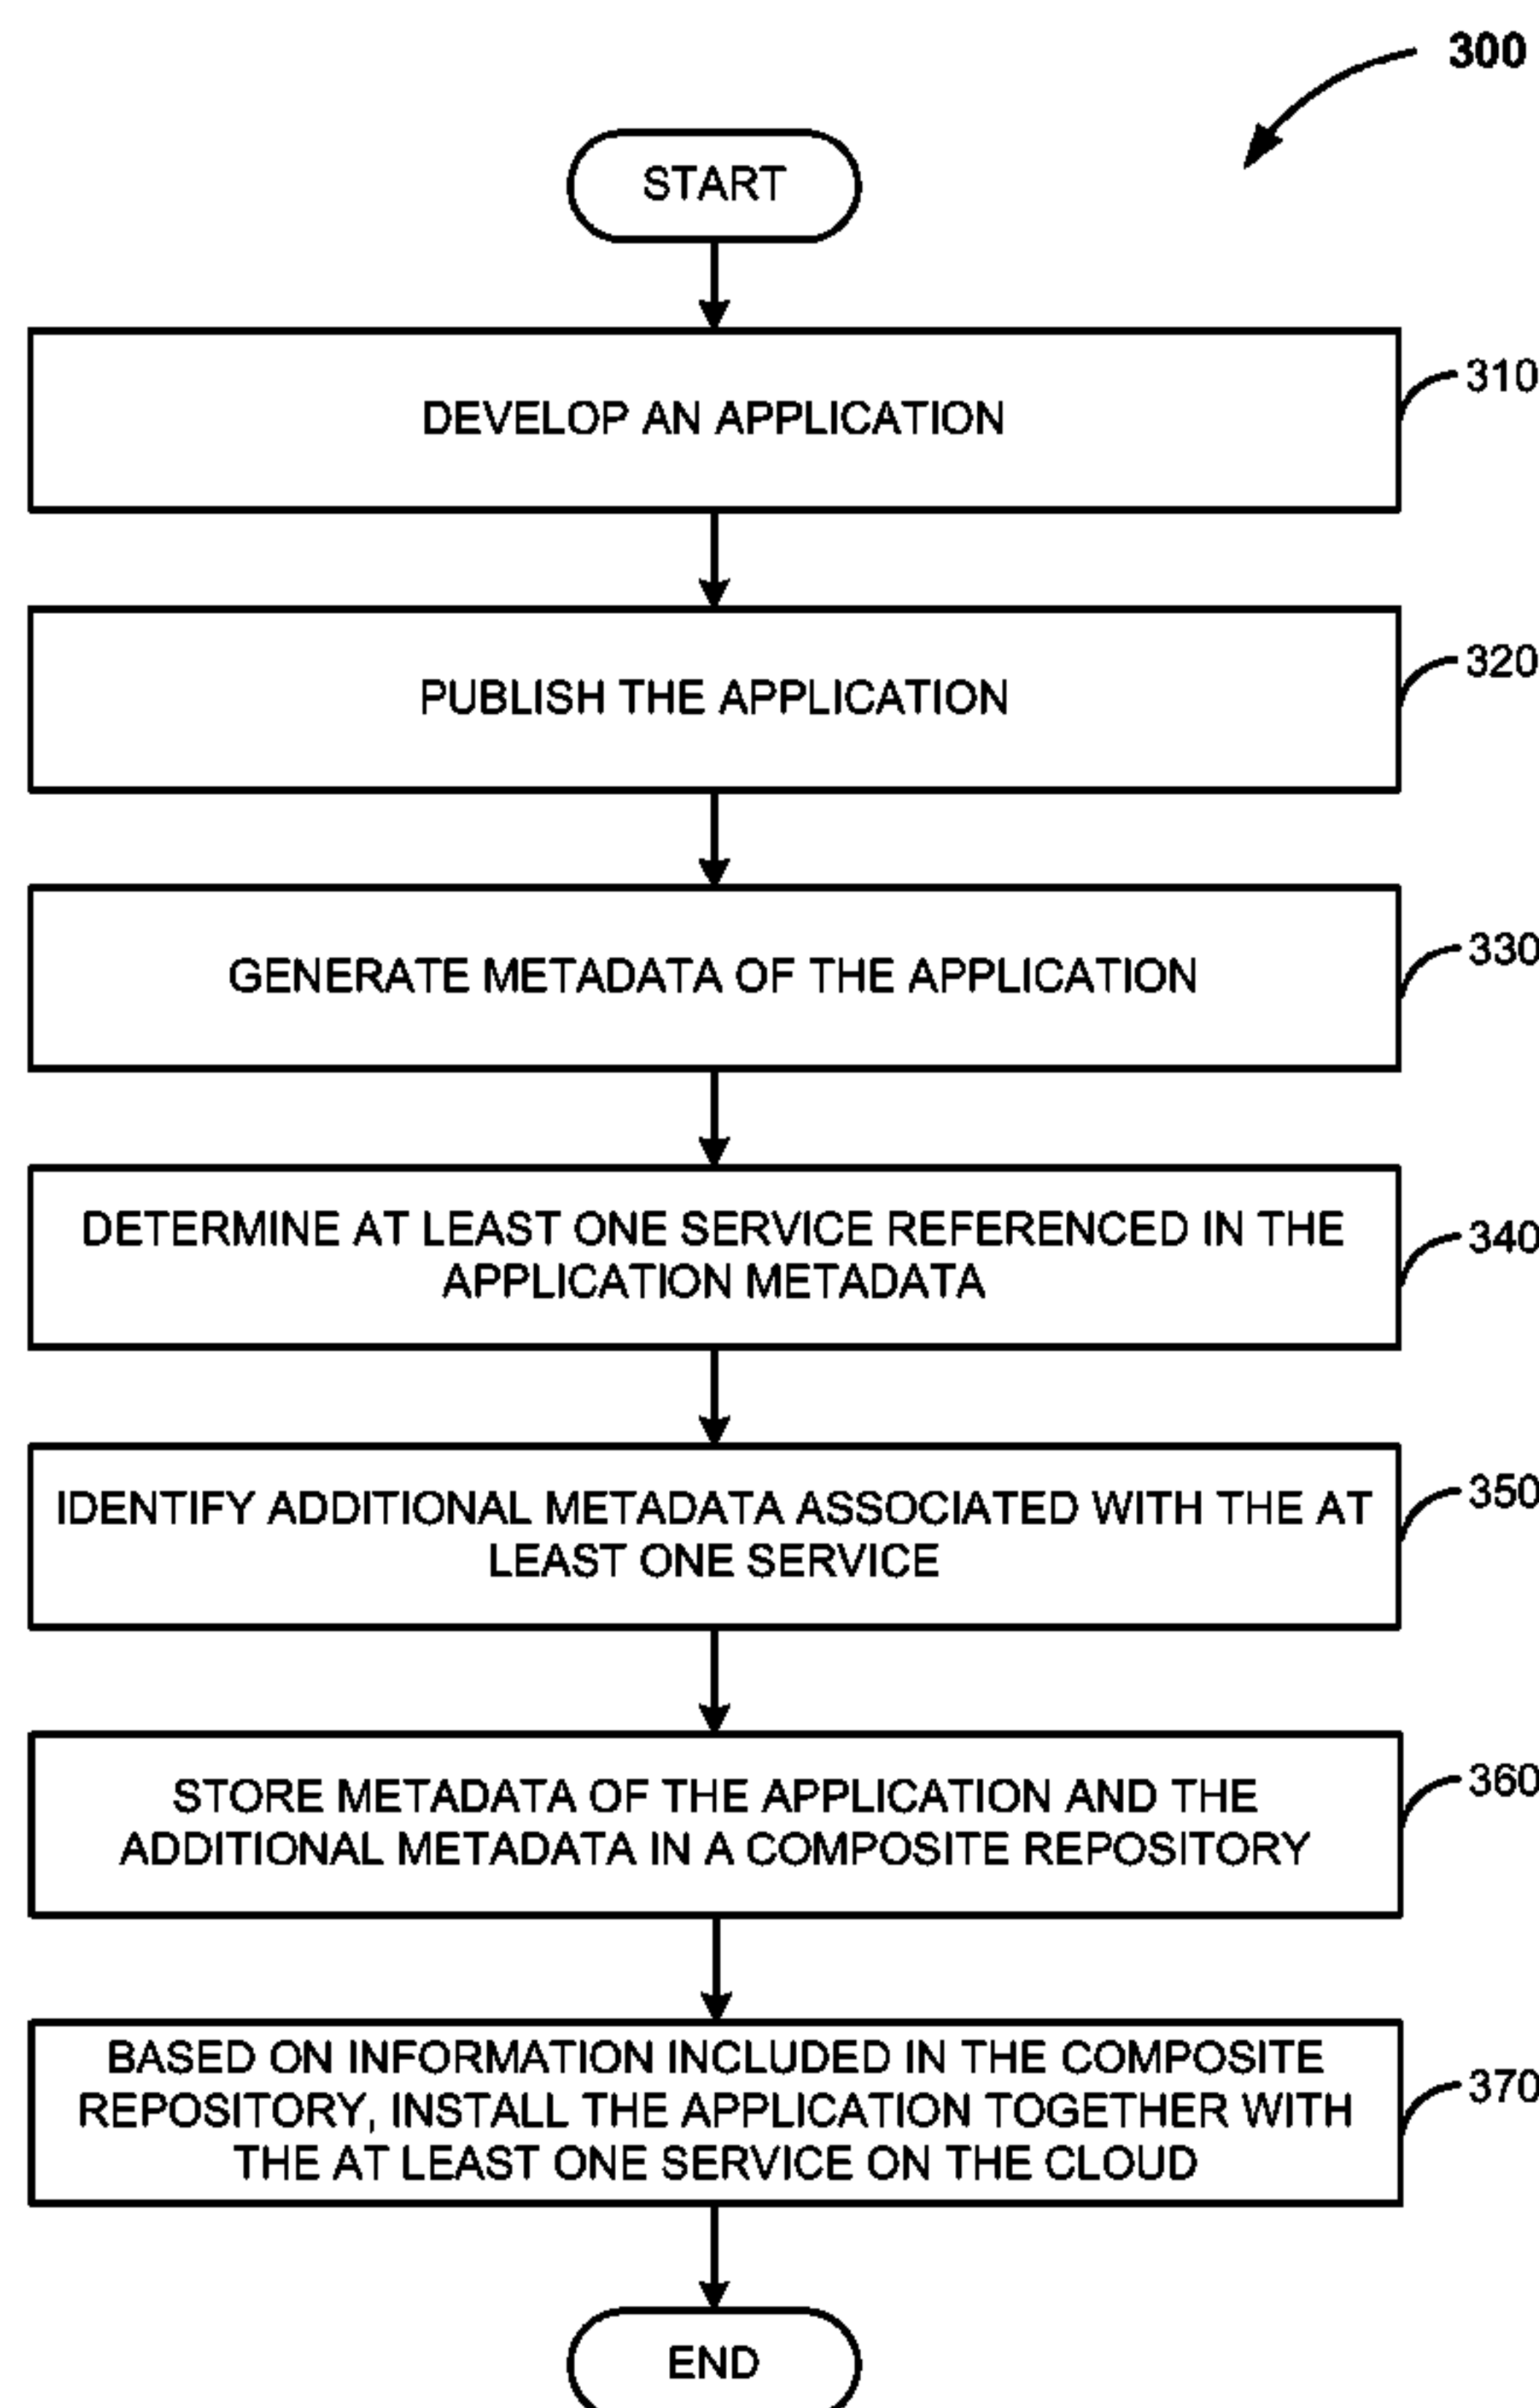 300
START
DEVELOP AN APPLICATION
310
PUBLISH THE APPLICATION
320
GENERATE METADATA OF THE APPLICATION
330
DETERMINE AT LEAST ONE SERVICE REFERENCED IN THE
APPLICATION METADATA
340
IDENTIFY ADDITIONAL METADATA ASSOCIATED WITH THE AT
LEAST ONE SERVICE
350
STORE METADATA OF THE APPLICATION AND THE
ADDITIONAL METADATA IN A COMPOSITE REPOSITORY
360
BASED ON INFORMATION INCLUDED IN THE COMPOSITE
REPOSITORY, INSTALL THE APPLICATION TOGETHER WITH
THE AT LEAST ONE SERVICE ON THE CLOUD
370
END